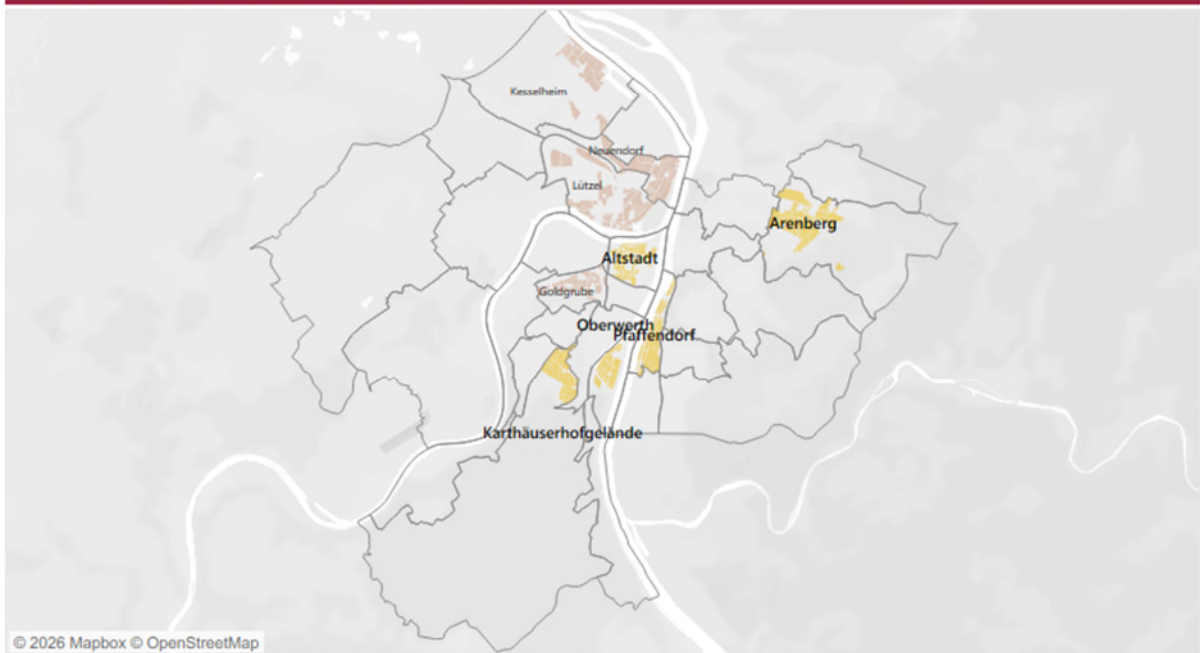 Kesselheim
Neuendorf
Lützel
Arenberg
Altstadt
Goldgrube
Oberwerth
Pfaffendorf
Karthäuserhofgelände
© 2026 Mapbox © OpenStreetMap